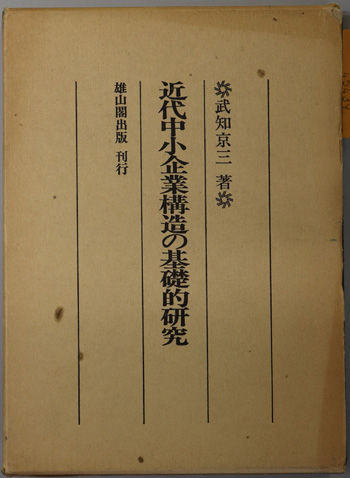 武知京三 著
近代中小企業構造の基礎的研究
雄山閣出版 刊行